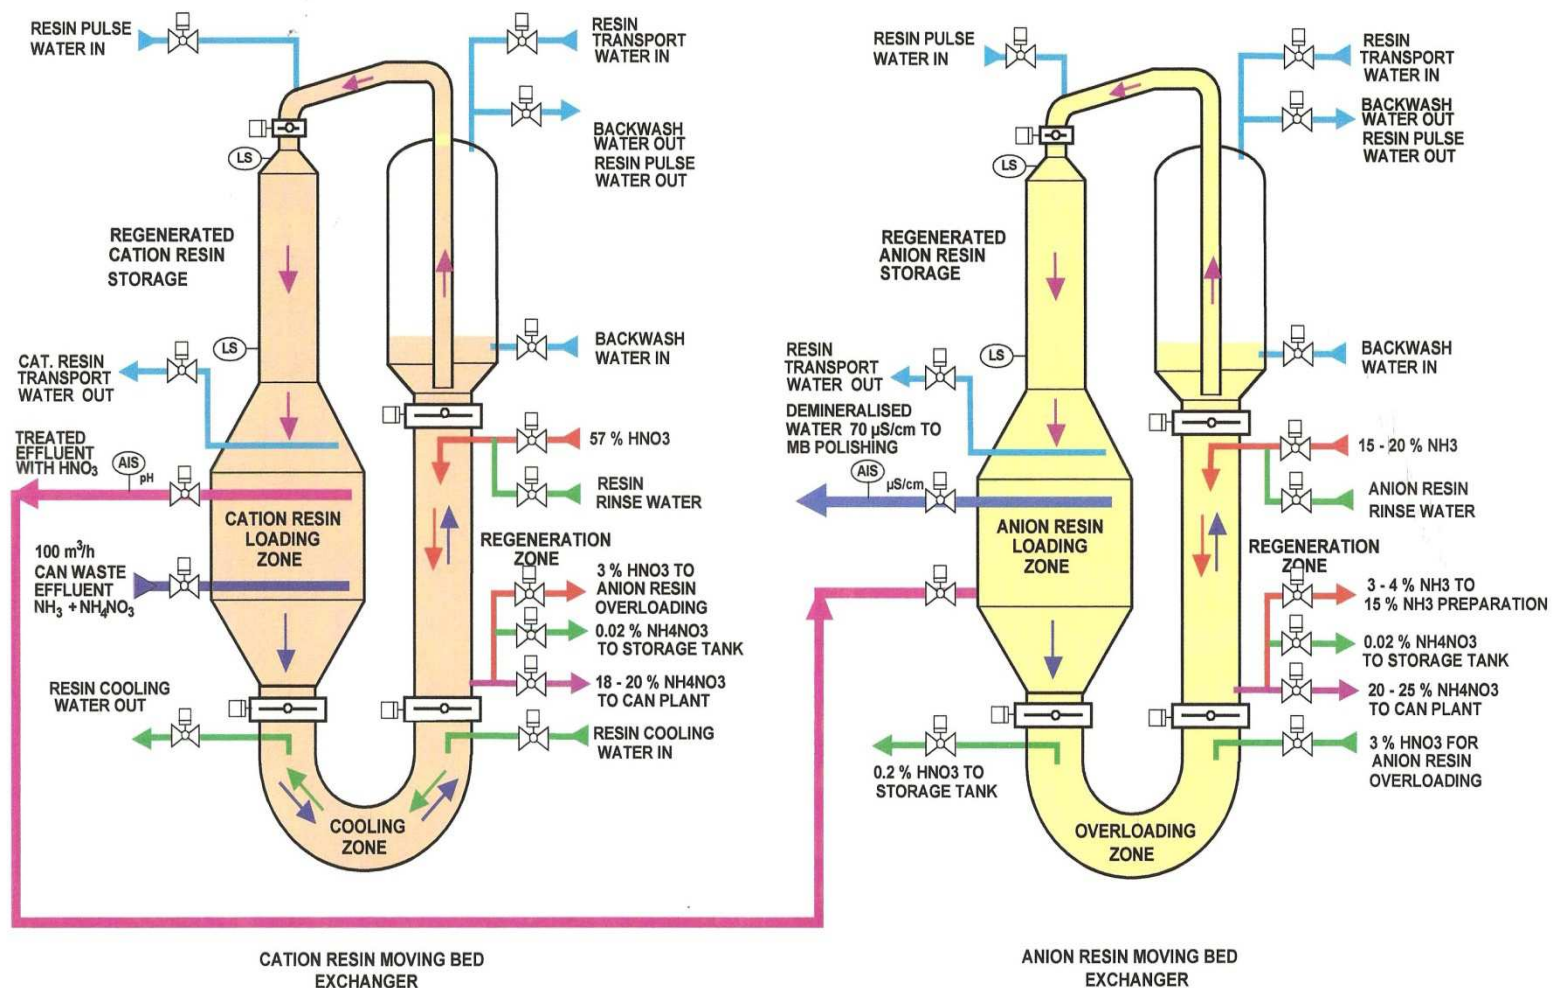 RESIN PULSE
WATER IN
RESIN
TRANSPORT
WATER IN
BACKWASH
WATER OUT
RESIN PULSE
WATER OUT
LS
REGENERATED
CATION RESIN
STORAGE
LS
BACKWASH
WATER IN
CAT. RESIN
TRANSPORT
WATER OUT
TREATED
EFFLUENT
WITH HNO₃
AIS
pH
57 % HNO3
RESIN
RINSE WATER
CATION RESIN
LOADING
ZONE
100 m³/h
CAN WASTE
EFFLUENT
NH₃ + NH₄NO₃
REGENERATION
ZONE
3 % HNO3 TO
ANION RESIN
OVERLOADING
0.02 % NH4NO3
TO STORAGE TANK
18 - 20 % NH4NO3
TO CAN PLANT
RESIN COOLING
WATER OUT
RESIN COOLING
WATER IN
COOLING
ZONE
CATION RESIN MOVING BED
EXCHANGER
RESIN PULSE
WATER IN
RESIN
TRANSPORT
WATER IN
BACKWASH
WATER OUT
RESIN PULSE
WATER OUT
LS
REGENERATED
ANION RESIN
STORAGE
LS
BACKWASH
WATER IN
RESIN
TRANSPORT
WATER OUT
DEMINERALISED
WATER 70 µS/cm TO
MB POLISHING
AIS
µS/cm
15 - 20 % NH3
ANION RESIN
RINSE WATER
ANION RESIN
LOADING
ZONE
REGENERATION
ZONE
3 - 4 % NH3 TO
15 % NH3 PREPARATION
0.02 % NH4NO3
TO STORAGE TANK
20 - 25 % NH4NO3
TO CAN PLANT
0.2 % HNO3 TO
STORAGE TANK
3 % HNO3 FOR
ANION RESIN
OVERLOADING
OVERLOADING
ZONE
ANION RESIN MOVING BED
EXCHANGER